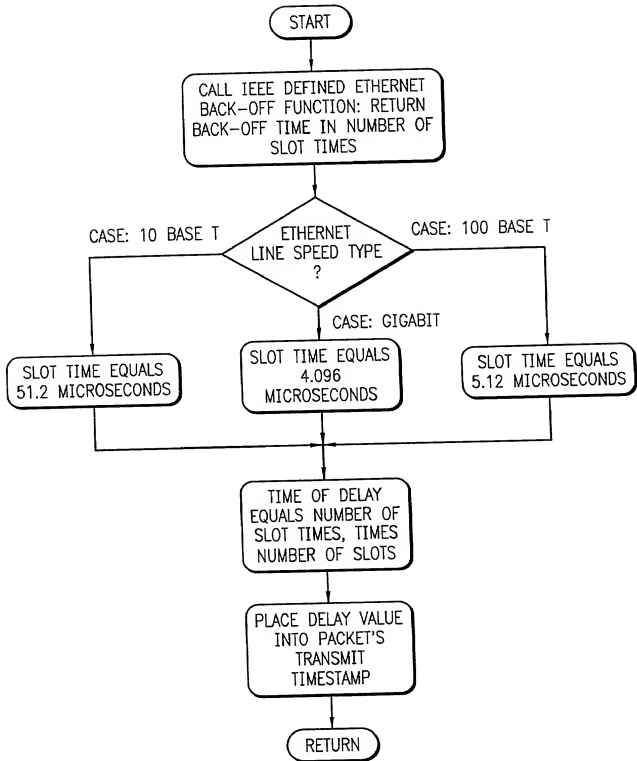 START
CALL IEEE DEFINED ETHERNET
BACK-OFF FUNCTION: RETURN
BACK-OFF TIME IN NUMBER OF
SLOT TIMES
CASE: 10 BASE T
ETHERNET
LINE SPEED TYPE
?
CASE: 100 BASE T
CASE: GIGABIT
SLOT TIME EQUALS
51.2 MICROSECONDS
SLOT TIME EQUALS
4.096
MICROSECONDS
SLOT TIME EQUALS
5.12 MICROSECONDS
TIME OF DELAY
EQUALS NUMBER OF
SLOT TIMES, TIMES
NUMBER OF SLOTS
PLACE DELAY VALUE
INTO PACKET'S
TRANSMIT
TIMESTAMP
RETURN